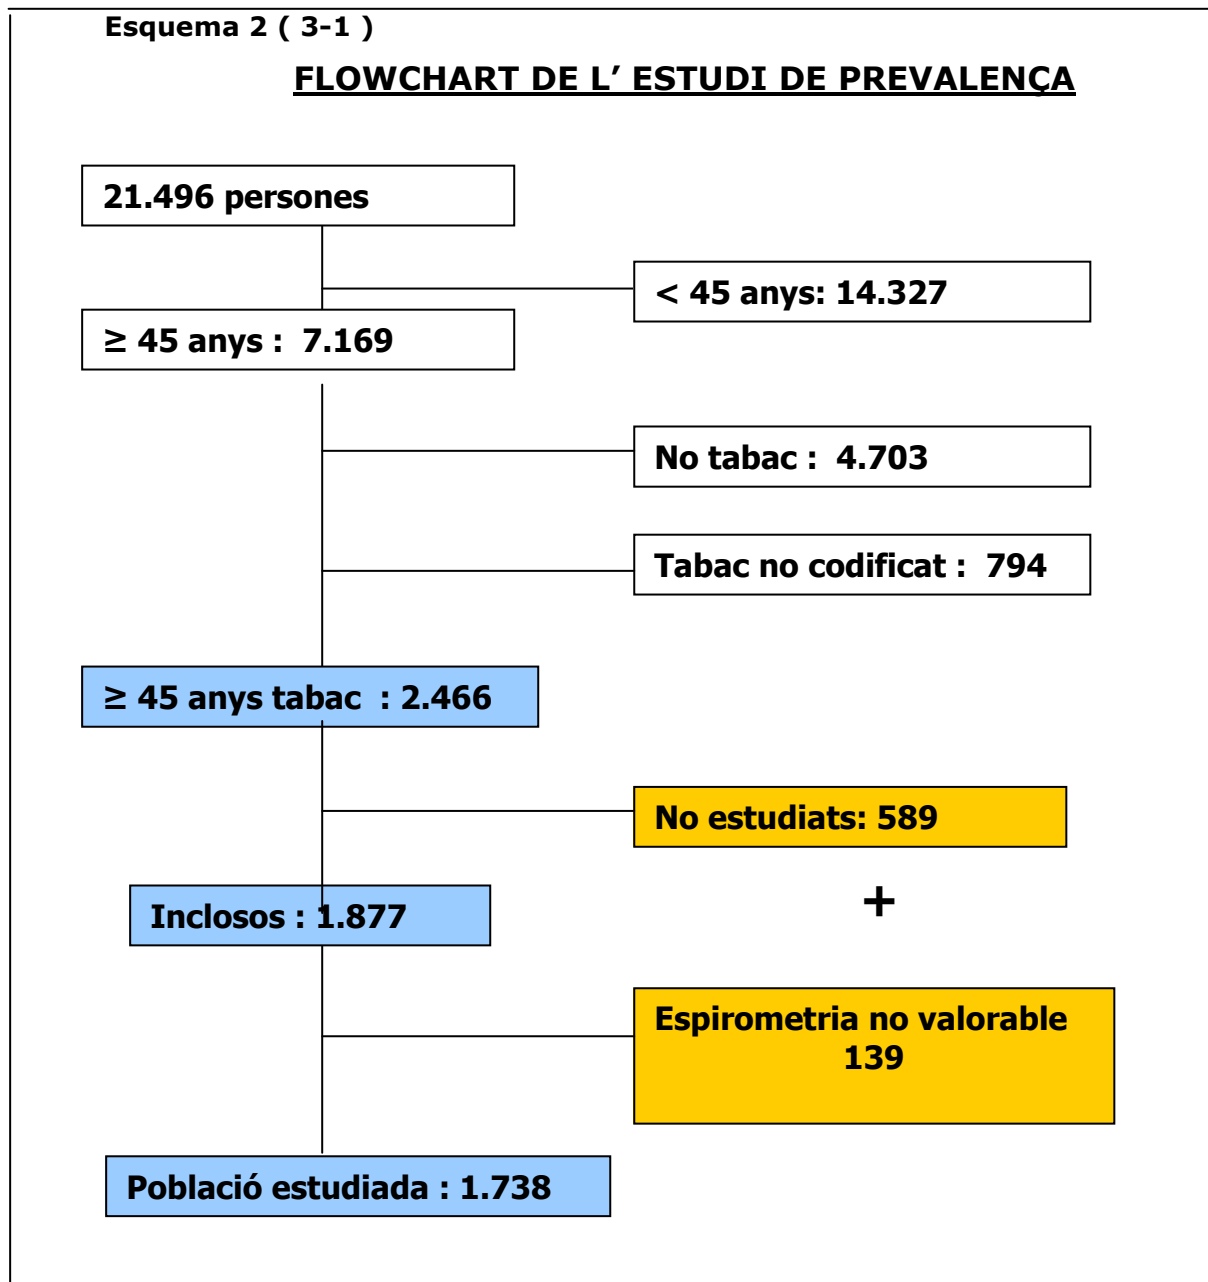 Esquema 2 ( 3-1 )
FLOWCHART DE L’ ESTUDI DE PREVALENÇA
21.496 persones
< 45 anys: 14.327
≥ 45 anys : 7.169
No tabac : 4.703
Tabac no codificat : 794
≥ 45 anys tabac : 2.466
No estudiats: 589
+
Inclosos : 1.877
Espirometria no valorable
139
Població estudiada : 1.738